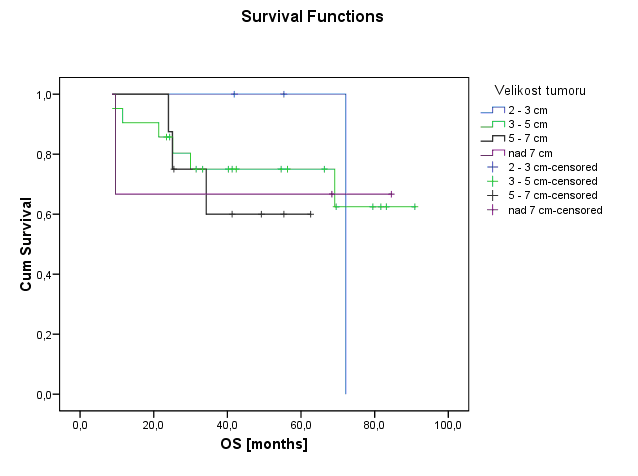 Survival Functions
Velikost tumoru
2 - 3 cm
3 - 5 cm
5 - 7 cm
nad 7 cm
2 - 3 cm-censored
3 - 5 cm-censored
5 - 7 cm-censored
nad 7 cm-censored
Cum Survival
1,0
0,8
0,6
0,4
0,2
0,0
0,0 20,0 40,0 60,0 80,0 100,0
OS [months]